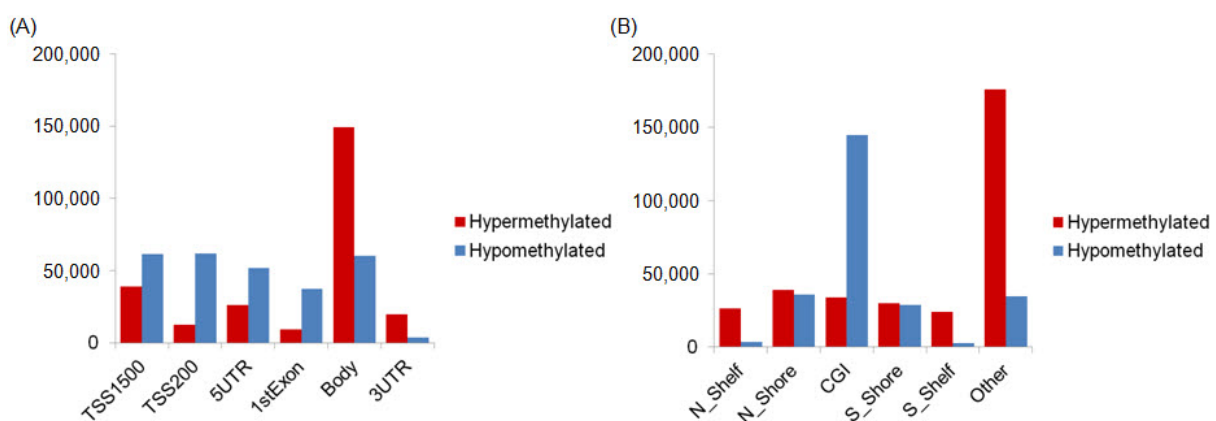 (A)
200,000
150,000
100,000
50,000
0
TSS1500
TSS200
5UTR
1stExon
Body
3UTR
Hypermethylated
Hypomethylated
(B)
200,000
150,000
100,000
50,000
0
N_Shelf
N_Shore
CGI
S_Shore
S_Shelf
Other
Hypermethylated
Hypomethylated